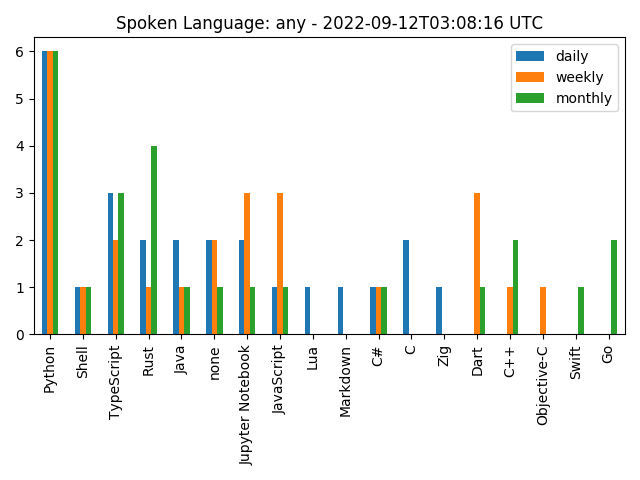 Spoken Language: any - 2022-09-12T03:08:16 UTC
daily
weekly
monthly
6
5
4
3
2
1
0
Python
Shell
TypeScript
Rust
Java
none
Jupyter Notebook
JavaScript
Lua
Markdown
C#
C
Zig
Dart
C++
Objective-C
Swift
Go